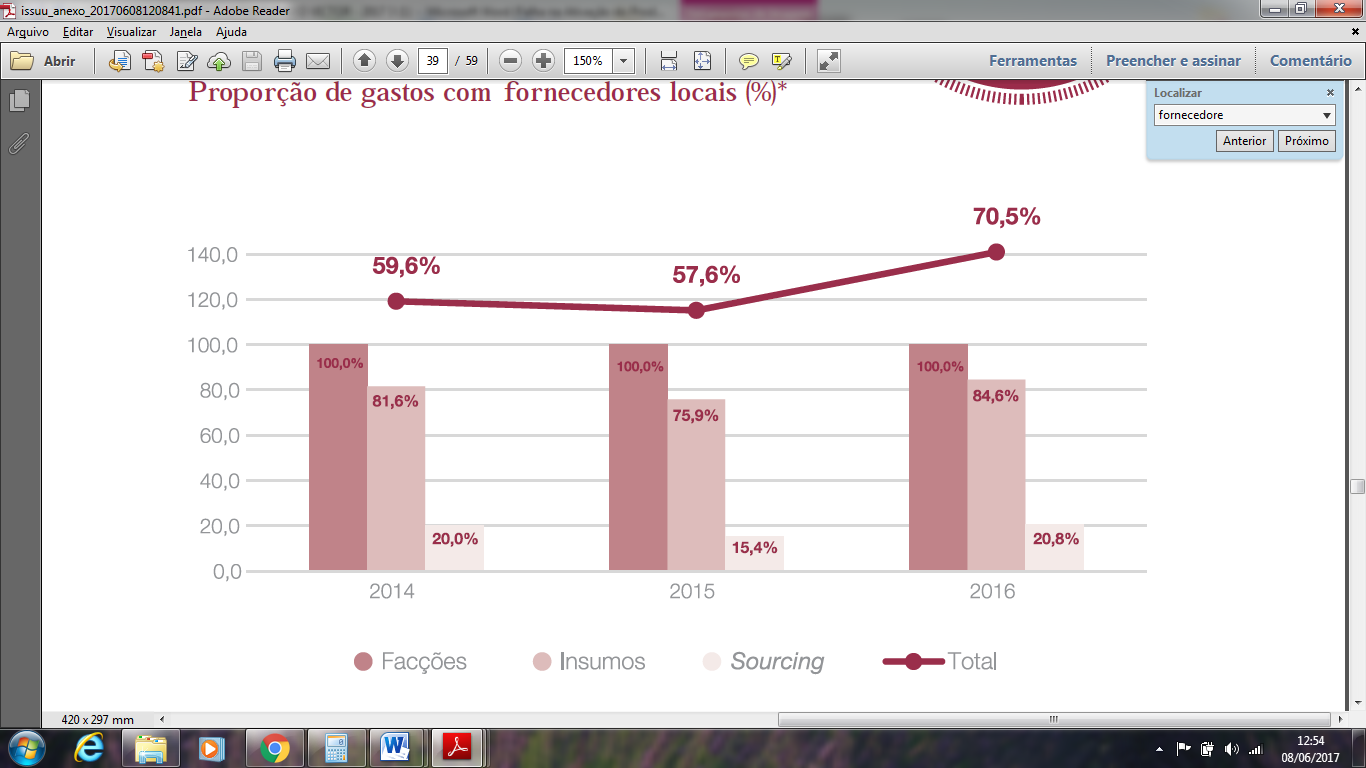 issuu_anexo_20170608120841.pdf - Adobe Reader
Arquivo Editar Visualizar Janela Ajuda
Abrir 39 / 59 150% Ferramentas Preencher e assinar Comentário
Proporção de gastos com fornecedores locais (%)*
Localizar
fornecedore
Anterior Próximo
70,5%
59,6%
57,6%
140,0
120,0
100,0
80,0
60,0
40,0
20,0
0,0
100,0% 81,6% 20,0%
100,0% 75,9% 15,4%
100,0% 84,6% 20,8%
2014 2015 2016
Facções Insumos Sourcing Total
420 x 297 mm
12:54
08/06/2017